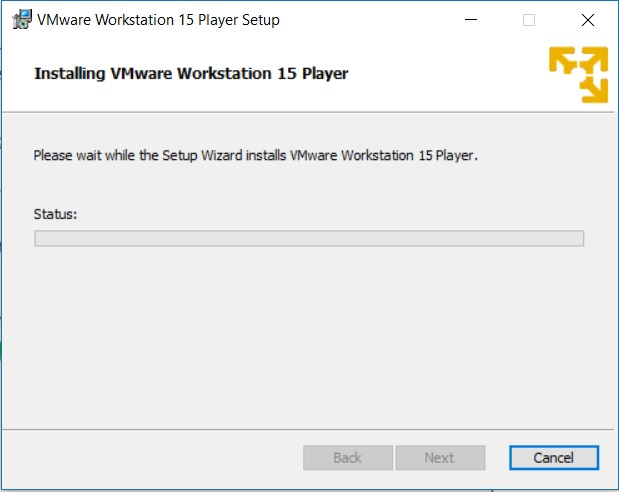 VMware Workstation 15 Player Setup
Installing VMware Workstation 15 Player
Please wait while the Setup Wizard installs VMware Workstation 15 Player.
Status:
Back Next Cancel